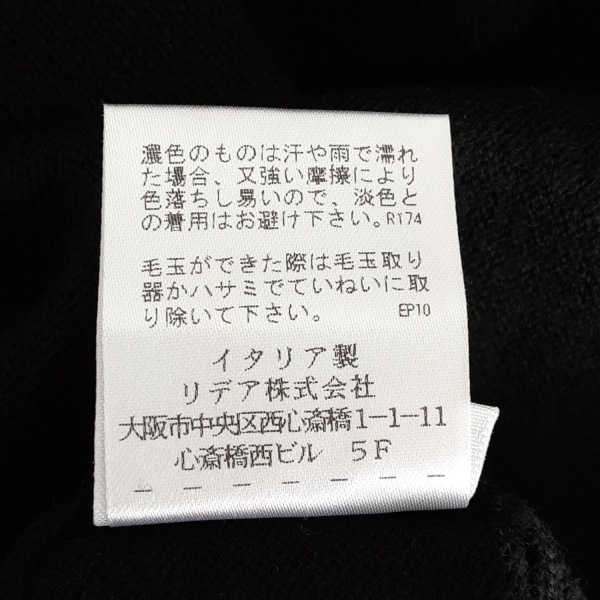 濃色のものは汗や雨で濡れ
た場合、又強い摩擦により
色落ちし易いので、淡色と
の着用はお避け下さい。RT74
毛玉ができた際は毛玉取り
器かハサミでていねいに取
り除いて下さい。 EP10
イタリア製
リデア株式会社
大阪市中央区西心斎橋1-1-11
心斎橋西ビル 5F